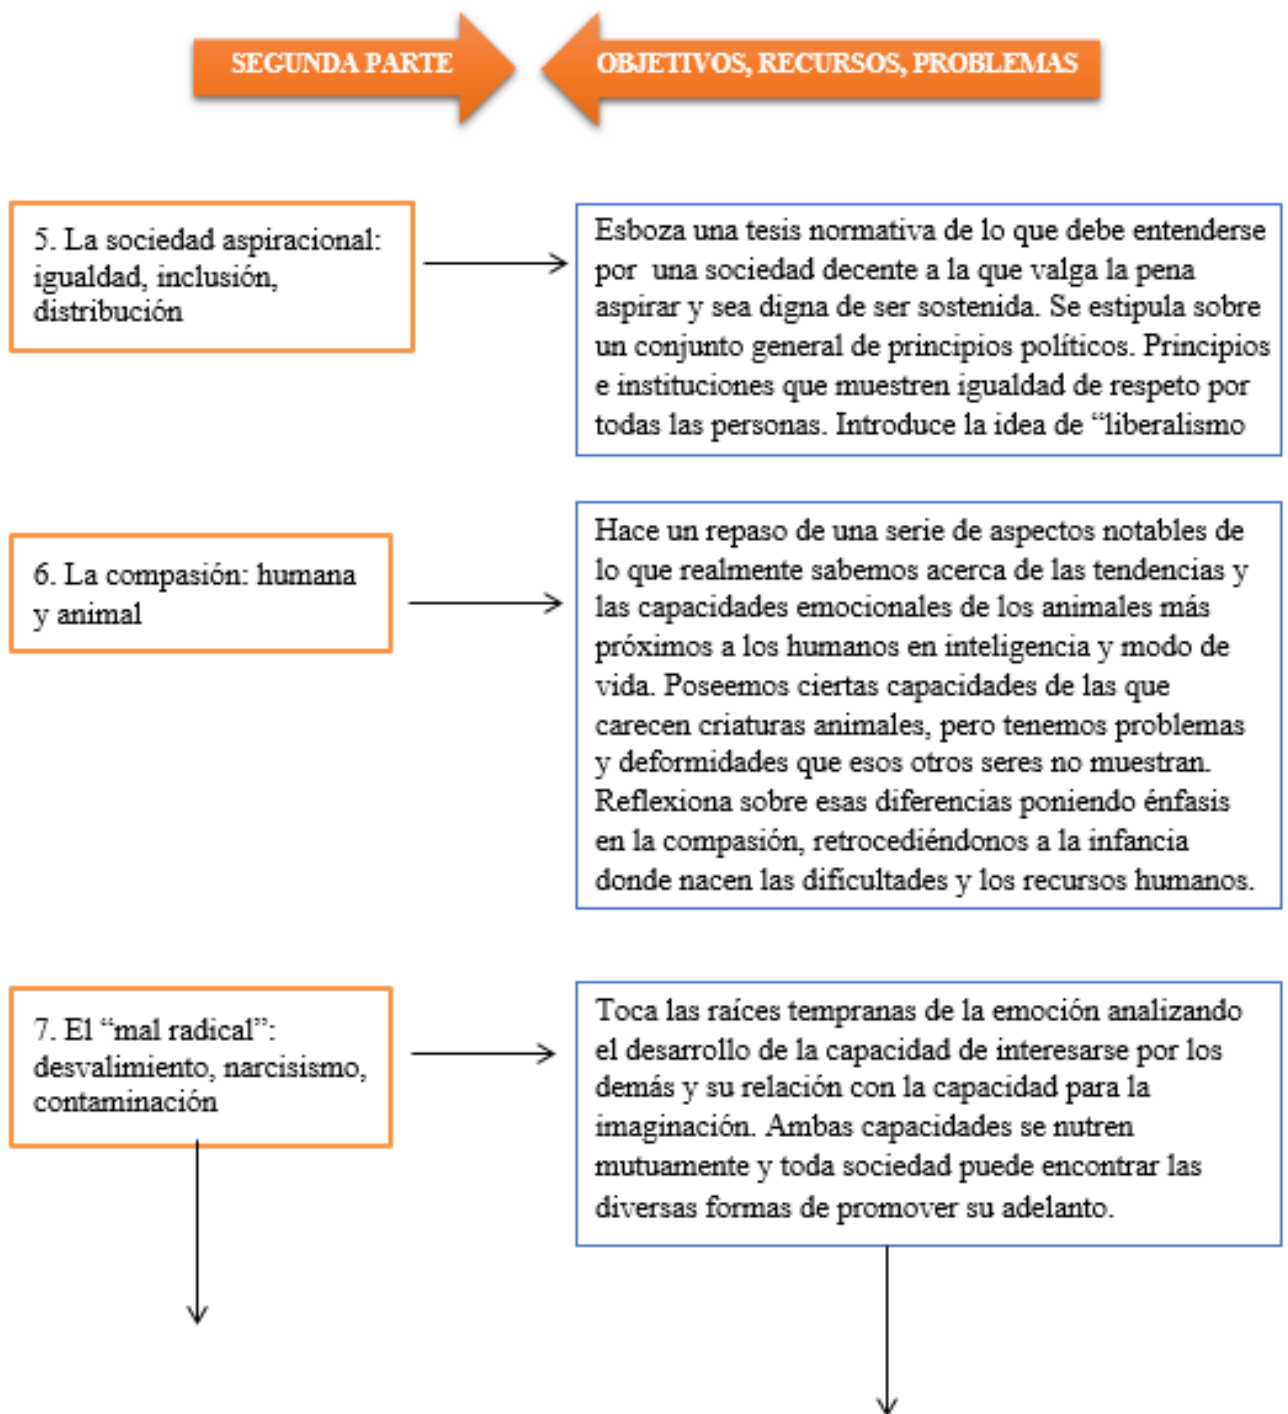 SEGUNDA PARTE
OBJETIVOS, RECURSOS, PROBLEMAS
5. La sociedad aspiracional:
igualdad, inclusión,
distribución
Esboza una tesis normativa de lo que debe entenderse
por una sociedad decente a la que valga la pena
aspirar y sea digna de ser sostenida. Se estipula sobre
un conjunto general de principios políticos. Principios
e instituciones que muestren igualdad de respeto por
todas las personas. Introduce la idea de “liberalismo
6. La compasión: humana
y animal
Hace un repaso de una serie de aspectos notables de
lo que realmente sabemos acerca de las tendencias y
las capacidades emocionales de los animales más
próximos a los humanos en inteligencia y modo de
vida. Poseemos ciertas capacidades de las que
carecen criaturas animales, pero tenemos problemas
y deformidades que esos otros seres no muestran.
Reflexiona sobre esas diferencias poniendo énfasis
en la compasión, retrocediéndonos a la infancia
donde nacen las dificultades y los recursos humanos.
7. El “mal radical”:
desvalimiento, narcisismo,
contaminación
Toca las raíces tempranas de la emoción analizando
el desarrollo de la capacidad de interesarse por los
demás y su relación con la capacidad para la
imaginación. Ambas capacidades se nutren
mutuamente y toda sociedad puede encontrar las
diversas formas de promover su adelanto.